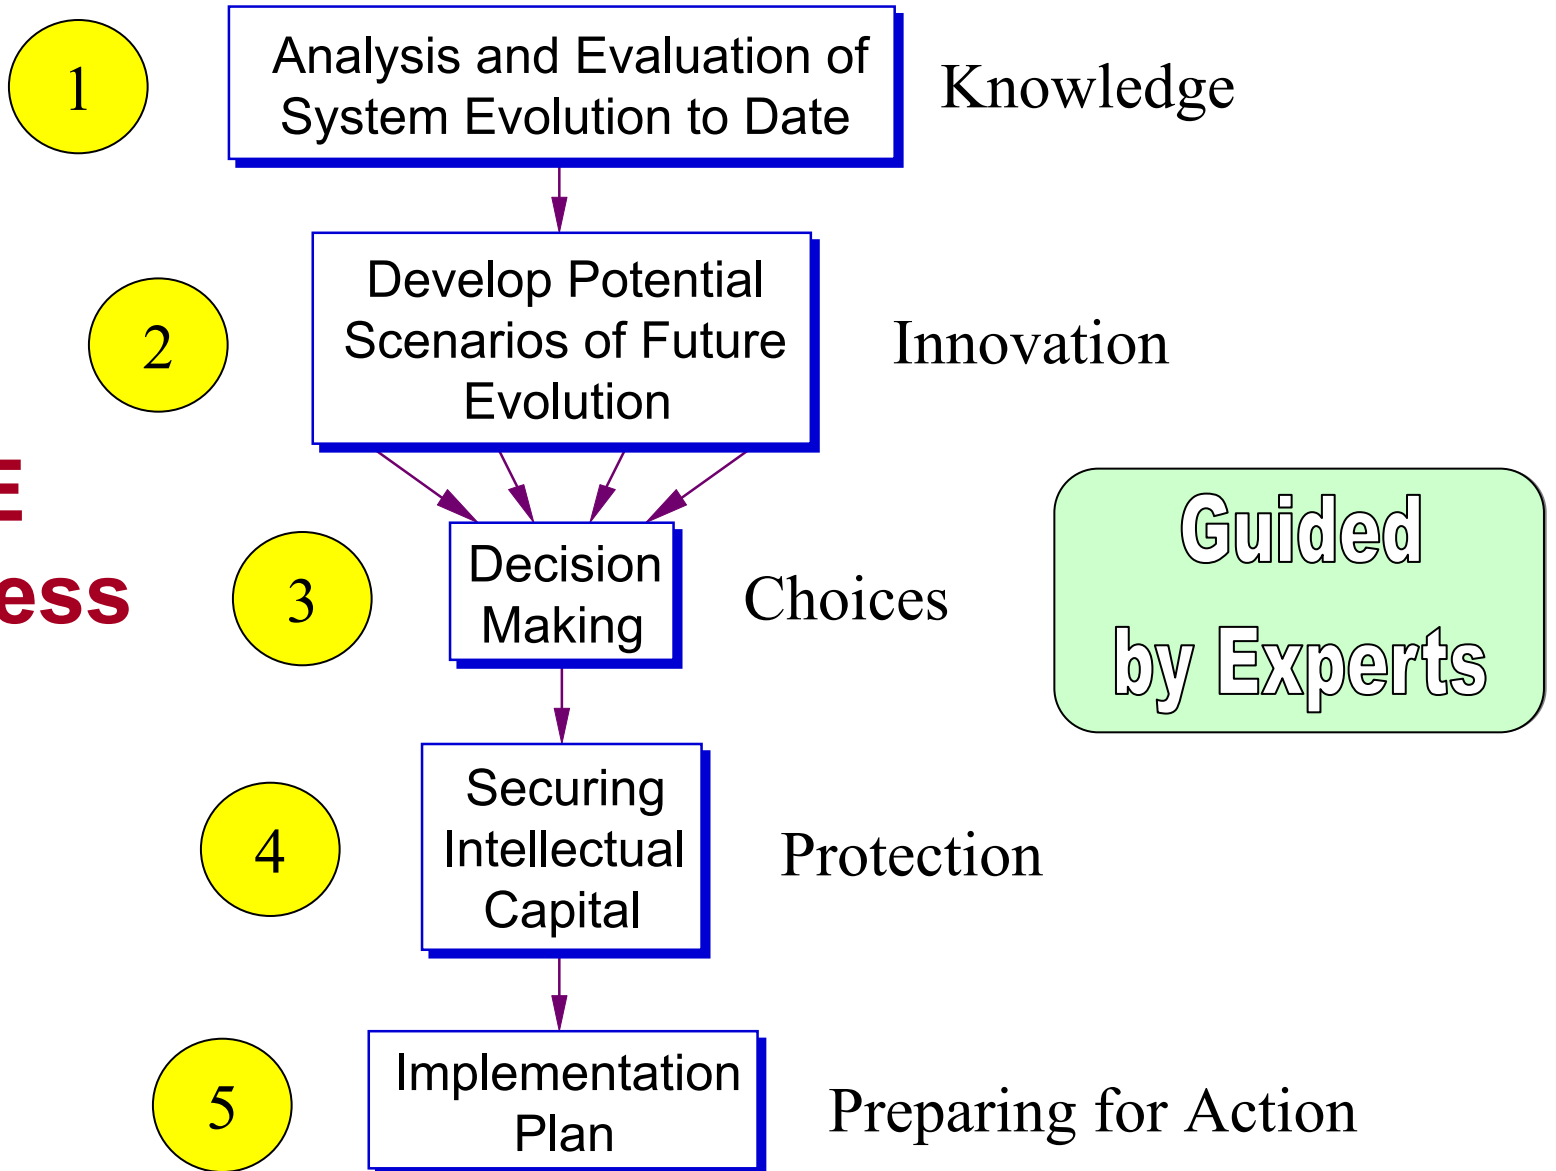 1
Analysis and Evaluation of
System Evolution to Date
Knowledge
2
Develop Potential
Scenarios of Future
Evolution
Innovation
3
Decision
Making
Choices
Guided
by Experts
4
Securing
Intellectual
Capital
Protection
5
Implementation
Plan
Preparing for Action